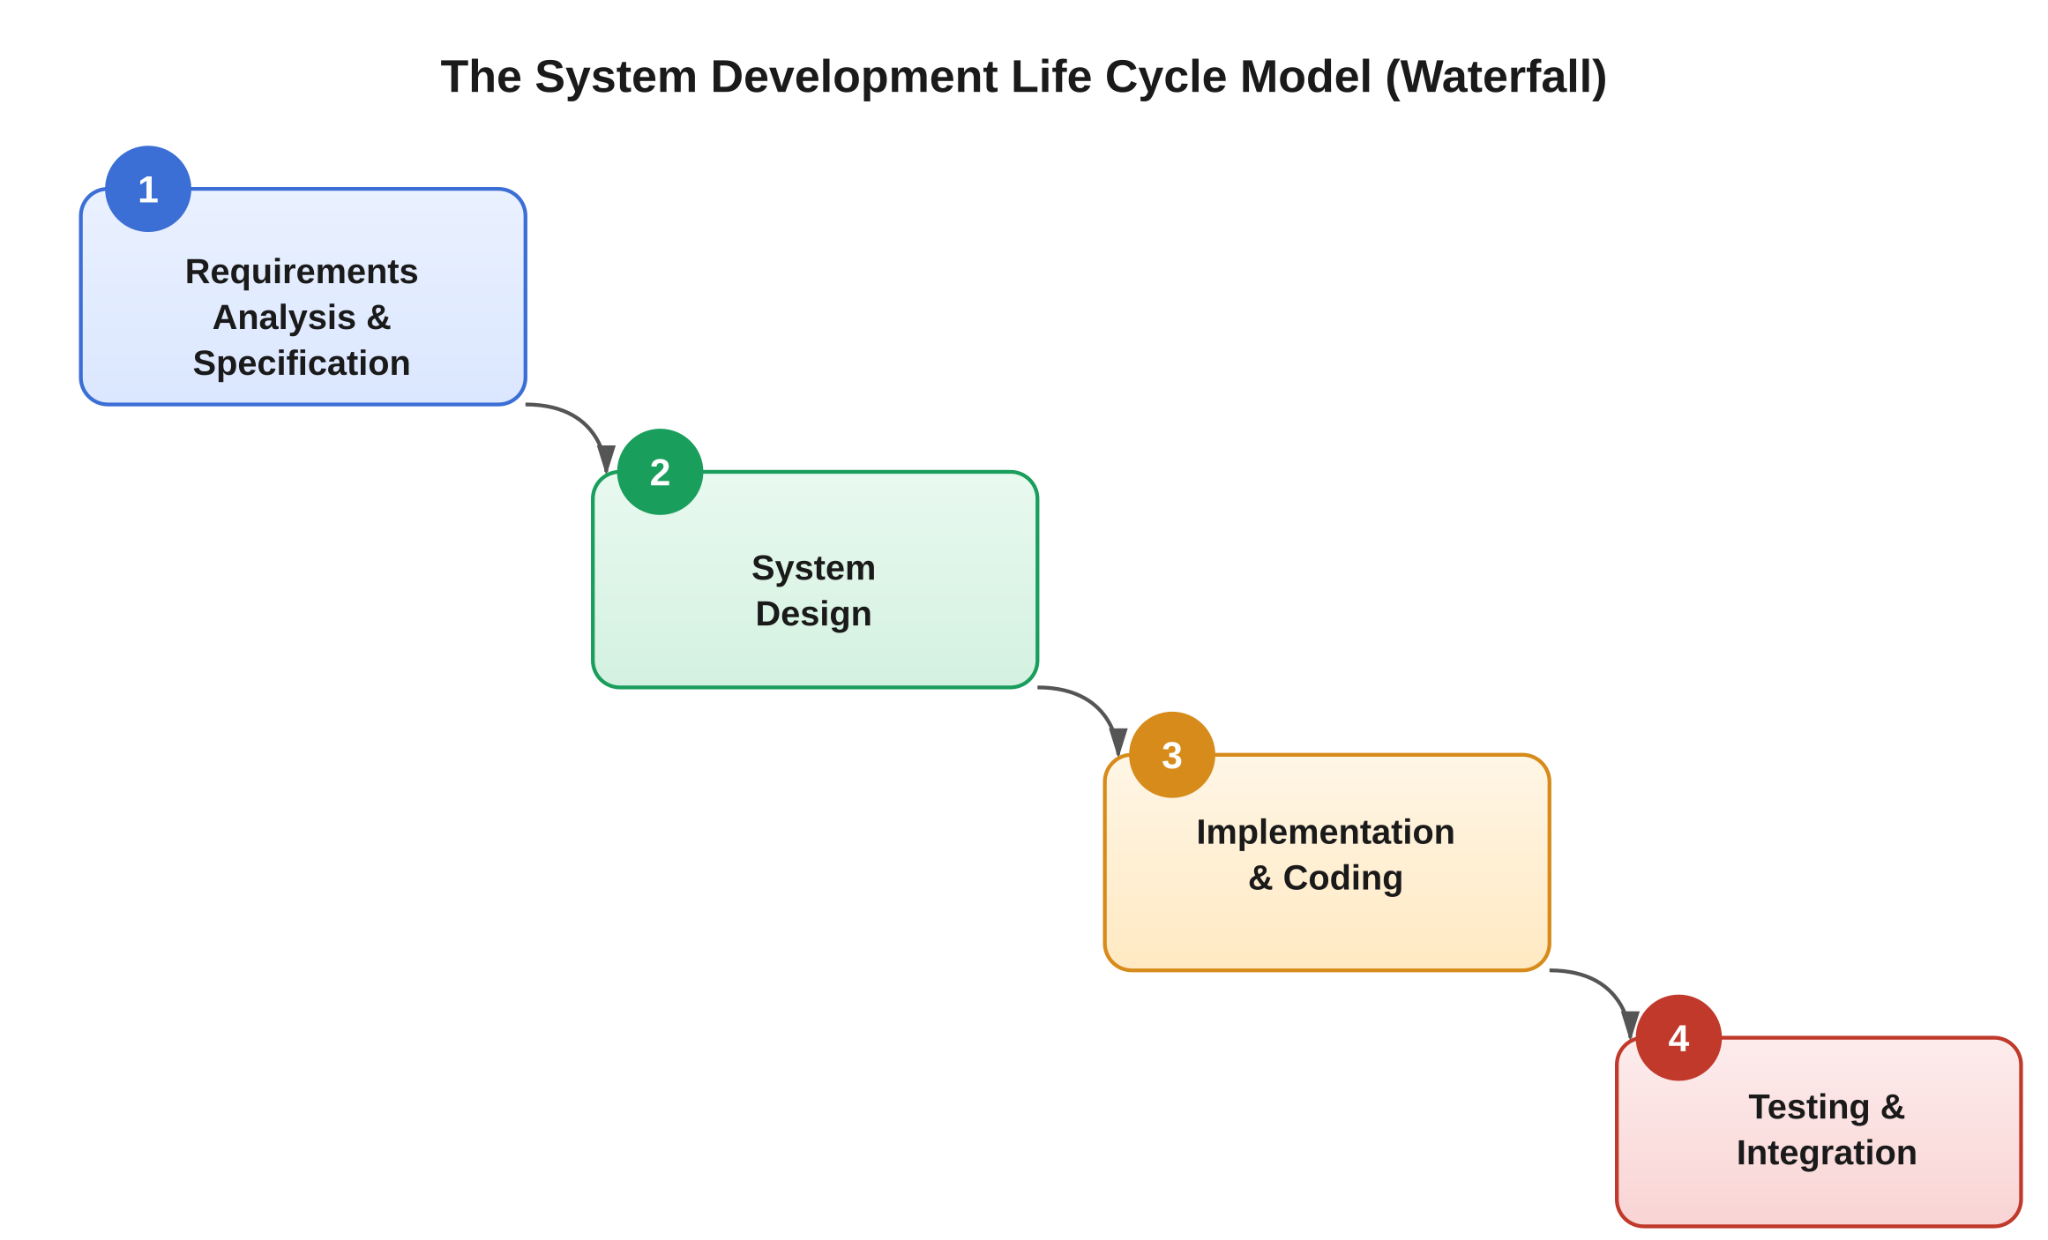 The System Development Life Cycle Model (Waterfall)
1
Requirements
Analysis &
Specification
2
System
Design
3
Implementation
& Coding
4
Testing &
Integration